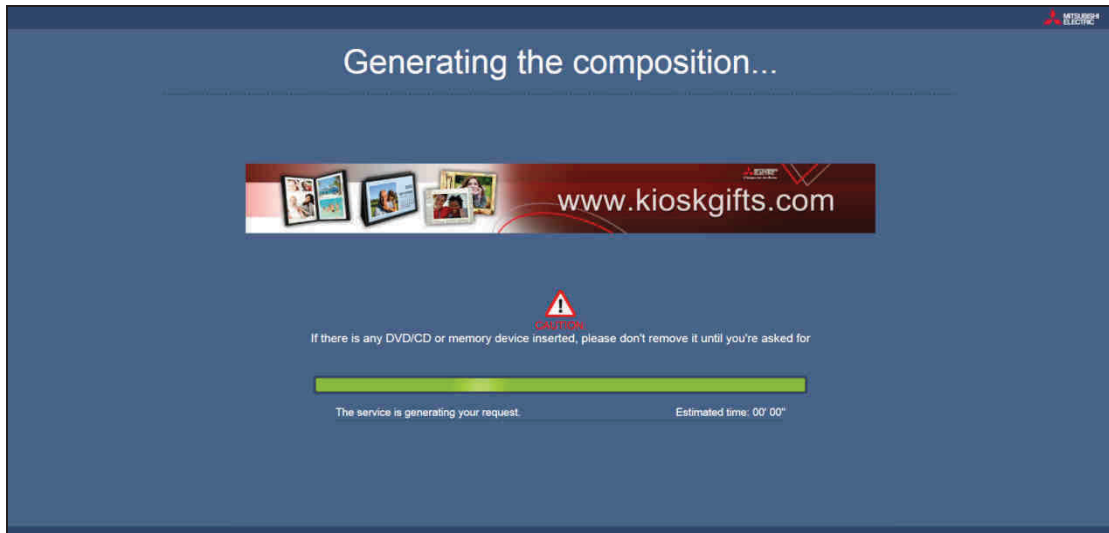 MITSUBISHI
ELECTRIC
Generating the composition...
www.kioskgifts.com
CAUTION
If there is any DVD/CD or memory device inserted, please don't remove it until you're asked for
The service is generating your request.
Estimated time: 00' 00"